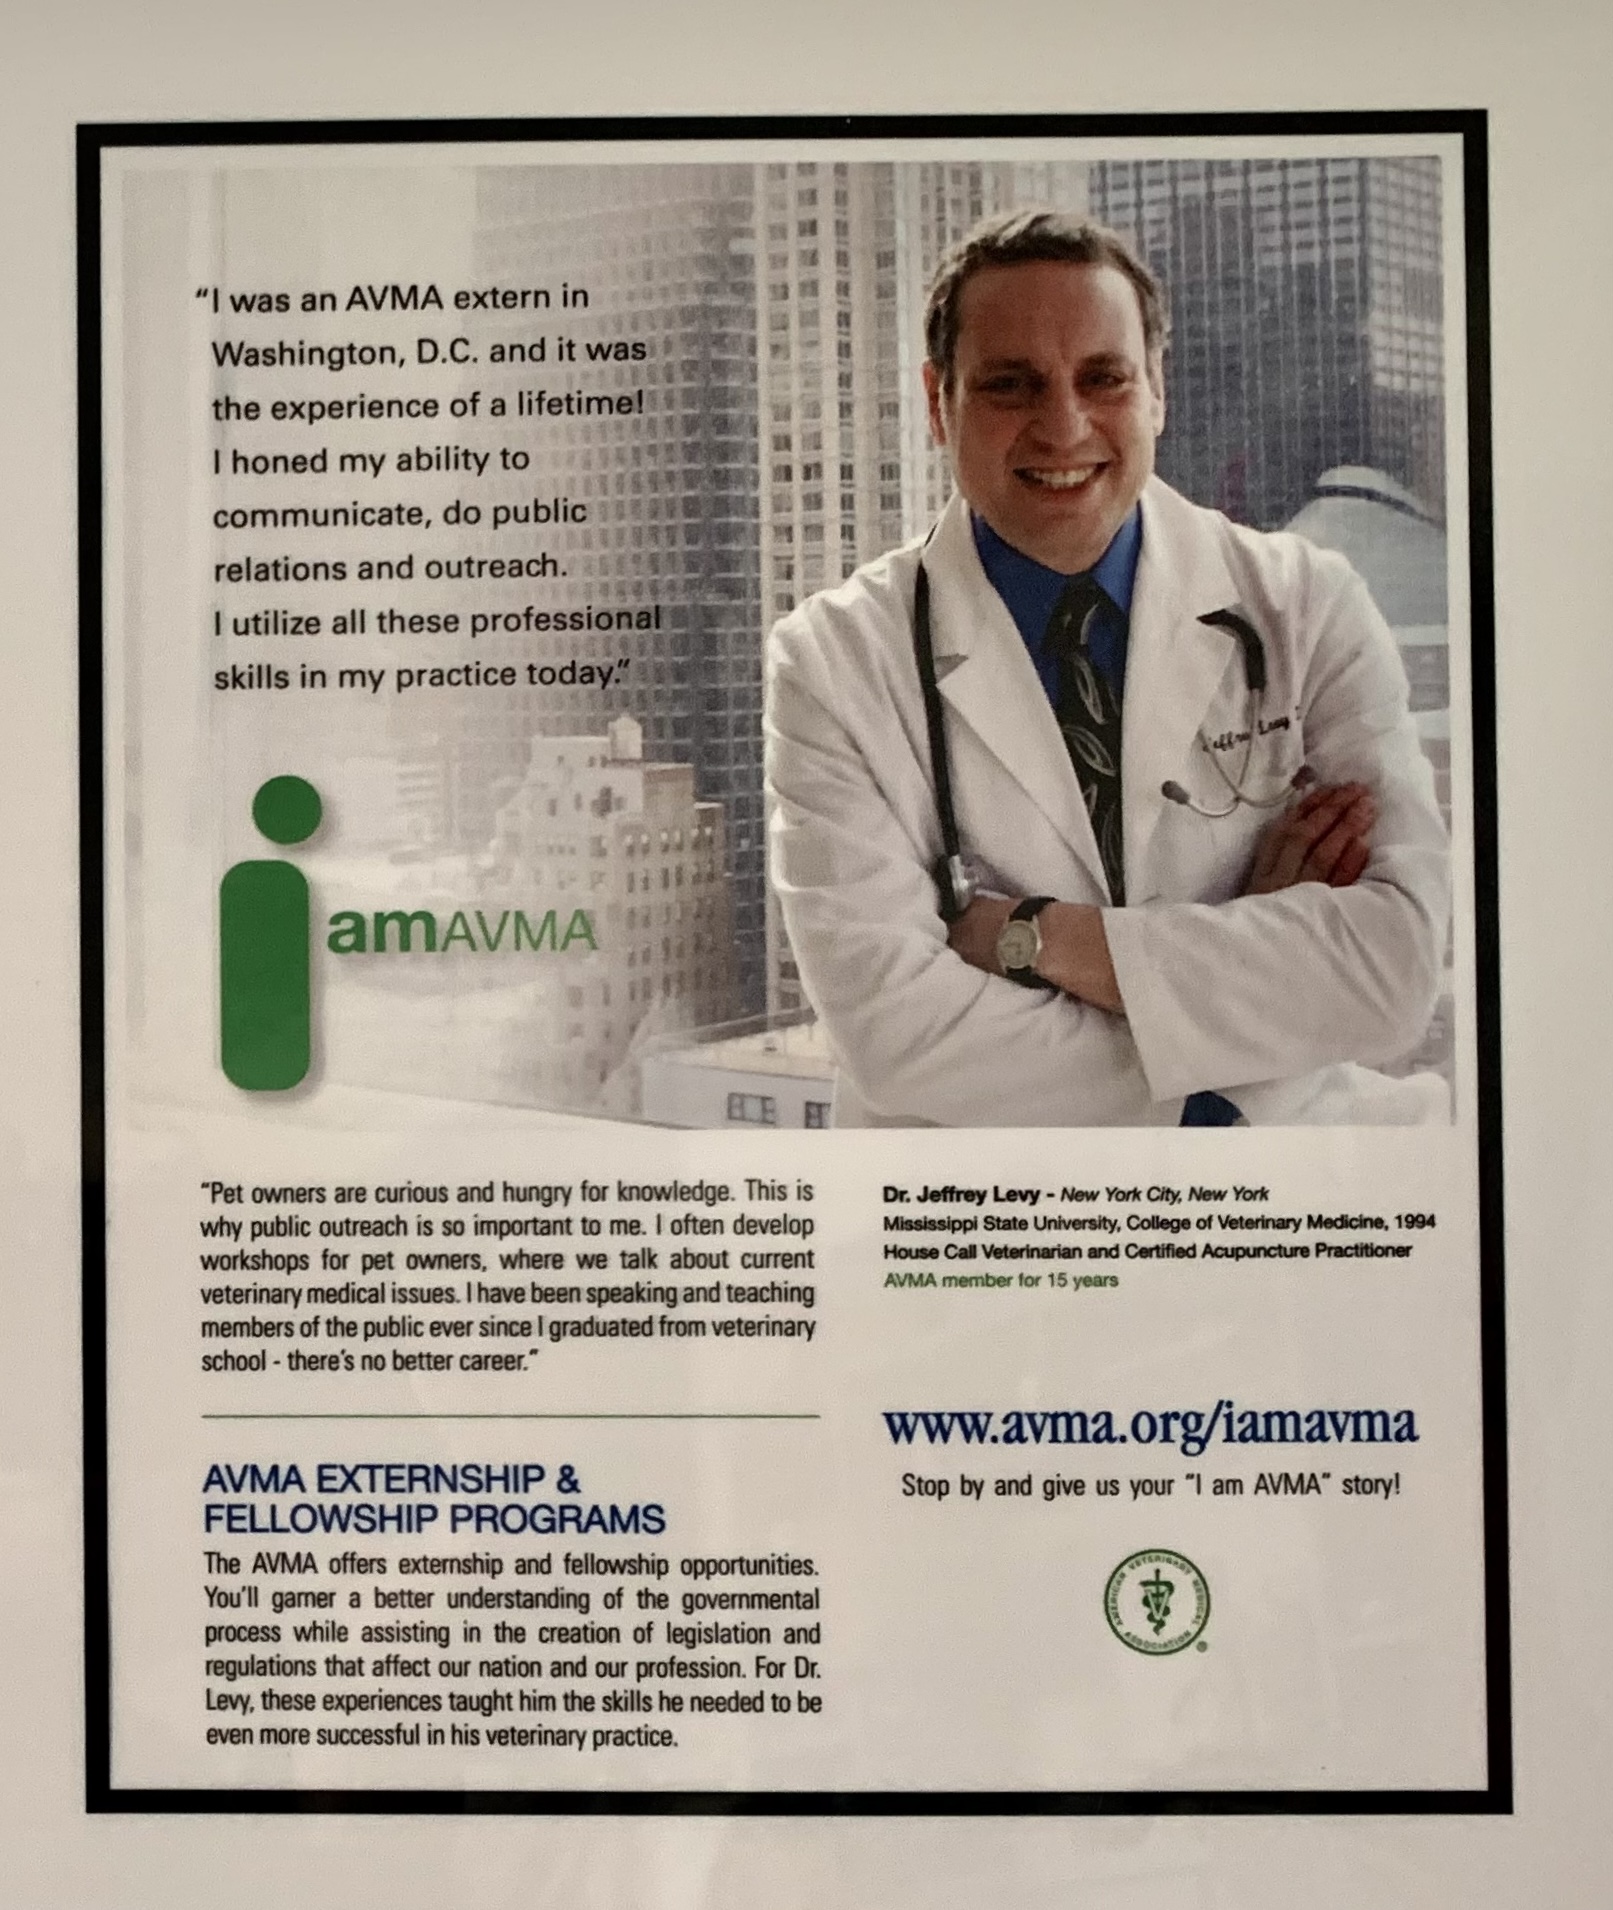 “I was an AVMA extern in
Washington, D.C. and it was
the experience of a lifetime!
I honed my ability to
communicate, do public
relations and outreach.
I utilize all these professional
skills in my practice today.”
i amAVMA
Jeffrey Levy
“Pet owners are curious and hungry for knowledge. This is
why public outreach is so important to me. I often develop
workshops for pet owners, where we talk about current
veterinary medical issues. I have been speaking and teaching
members of the public ever since I graduated from veterinary
school - there's no better career.”
AVMA EXTERNSHIP &
FELLOWSHIP PROGRAMS
The AVMA offers externship and fellowship opportunities.
You'll garner a better understanding of the governmental
process while assisting in the creation of legislation and
regulations that affect our nation and our profession. For Dr.
Levy, these experiences taught him the skills he needed to be
even more successful in his veterinary practice.
Dr. Jeffrey Levy - New York City, New York
Mississippi State University, College of Veterinary Medicine, 1994
House Call Veterinarian and Certified Acupuncture Practitioner
AVMA member for 15 years
www.avma.org/iamavma
Stop by and give us your “I am AVMA” story!
AMERICAN VETERINARY MEDICAL ASSOCIATION
V
®